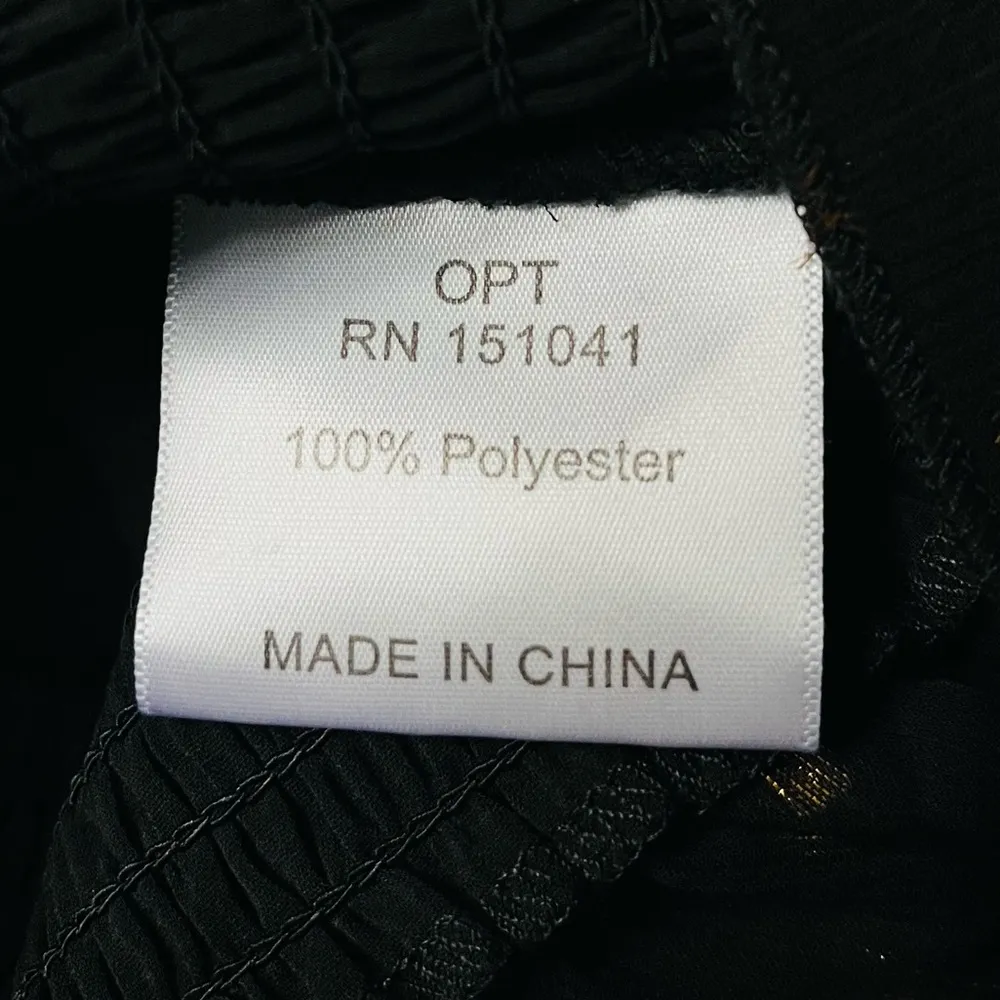 OPT
RN 151041
100% Polyester
MADE IN CHINA